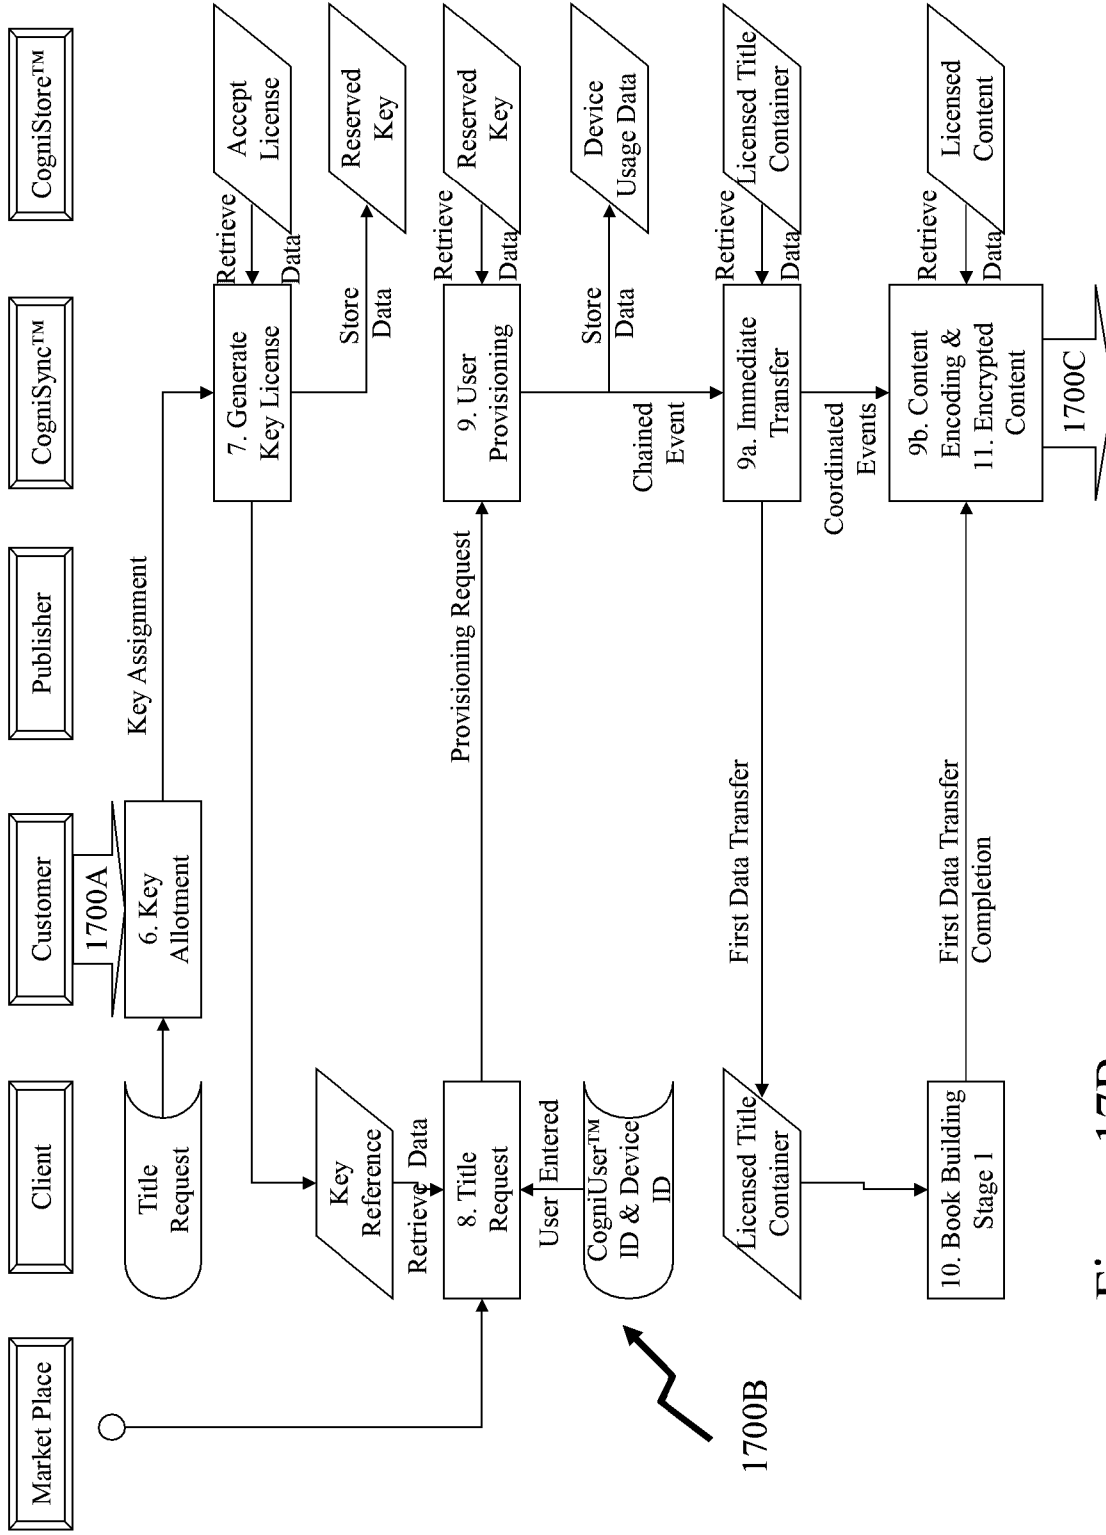 Market Place
Client
Customer
Publisher
CogniSync™
CogniStore™
1700A
Title
Request
6. Key
Allotment
Key Assignment
7. Generate
Key License
Retrieve
Data
Accept
License
Store
Data
Reserved
Key
Key
Reference
Retrieve Data
8. Title
Request
Provisioning Request
9. User
Provisioning
Retrieve
Data
Reserved
Key
User Entered
CogniUser™
ID & Device
ID
Store
Data
Device
Usage Data
Chained
Event
1700B
Licensed Title
Container
First Data Transfer
9a. Immediate
Transfer
Retrieve
Data
Licensed Title
Container
Coordinated
Events
10. Book Building
Stage 1
First Data Transfer
Completion
9b. Content
Encoding &
11. Encrypted
Content
Retrieve
Data
Licensed
Content
1700C